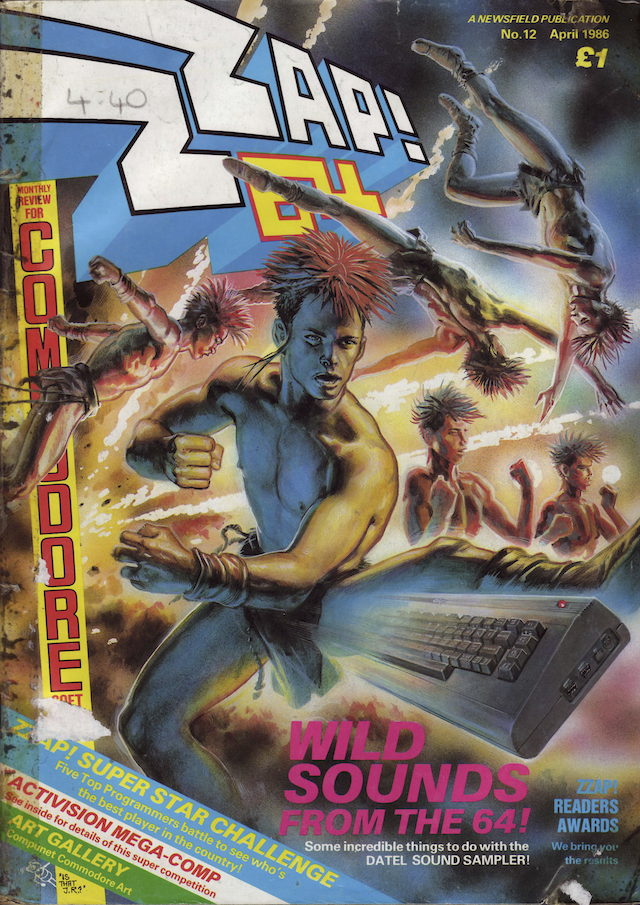 A NEWSFIELD PUBLICATION
No.12 April 1986
£1
4·40
ZZAP!
64
MONTHLY
REVIEW
FOR
COMMODORE
SOFT
WILD
SOUNDS
FROM THE 64!
Some incredible things to do with the
DATEL SOUND SAMPLER!
ZZAP!
READERS
AWARDS
We bring you
the results
ZZAP! SUPER STAR CHALLENGE
Five Top Programmers battle to see who's
the best player in the country!
ACTIVISION MEGA-COMP
See inside for details of this super competition
ART GALLERY
Compunet Commodore Art
"IS
THAT
J.R?"